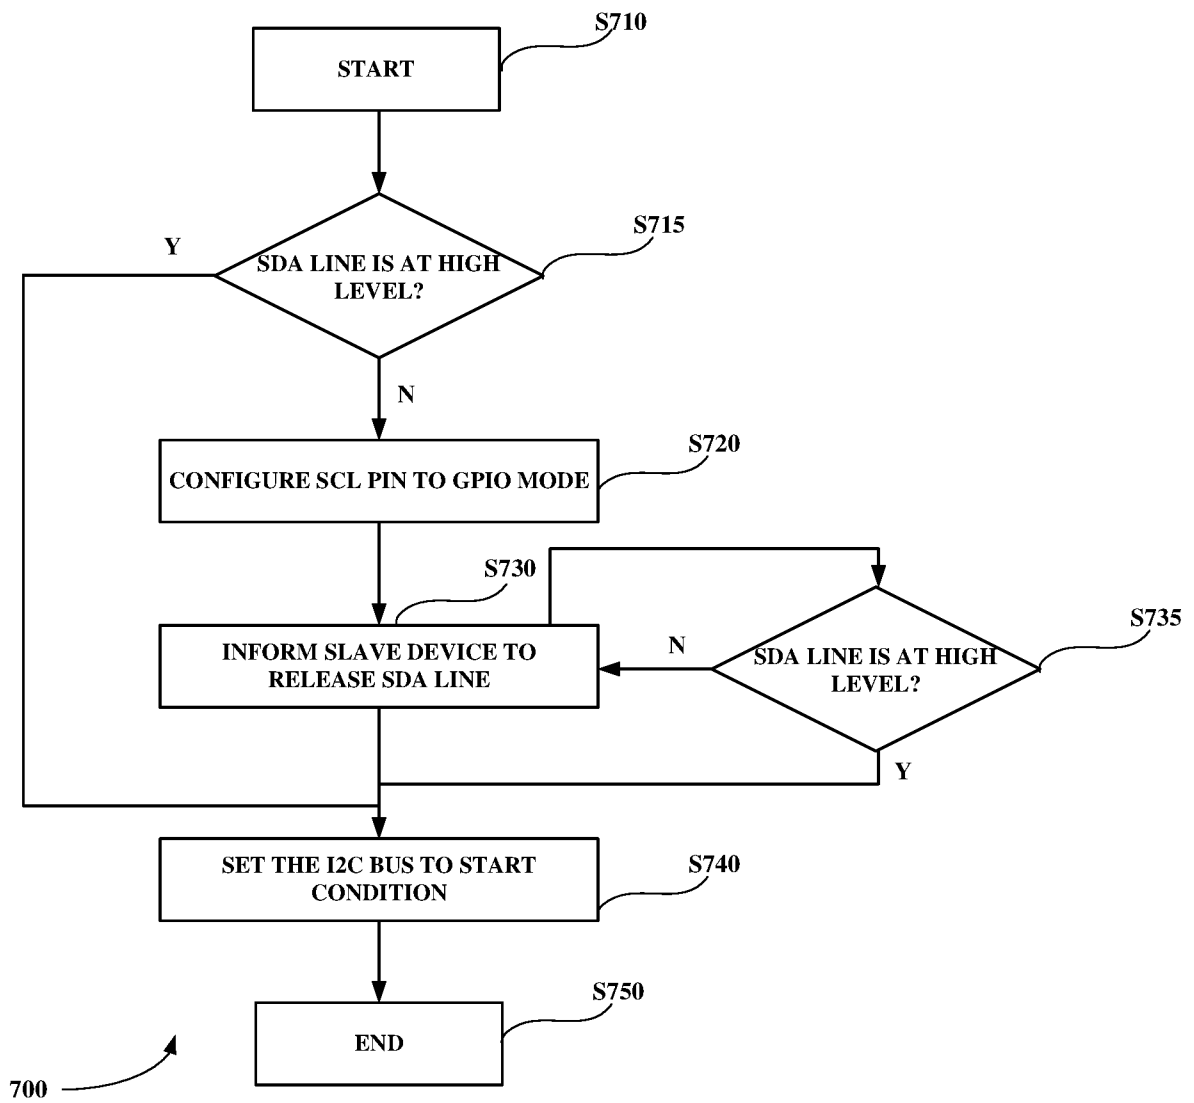 S710
START
S715
Y
SDA LINE IS AT HIGH
LEVEL?
N
S720
CONFIGURE SCL PIN TO GPIO MODE
S730
INFORM SLAVE DEVICE TO
RELEASE SDA LINE
S735
N
SDA LINE IS AT HIGH
LEVEL?
Y
SET THE I2C BUS TO START
CONDITION
S740
S750
END
700